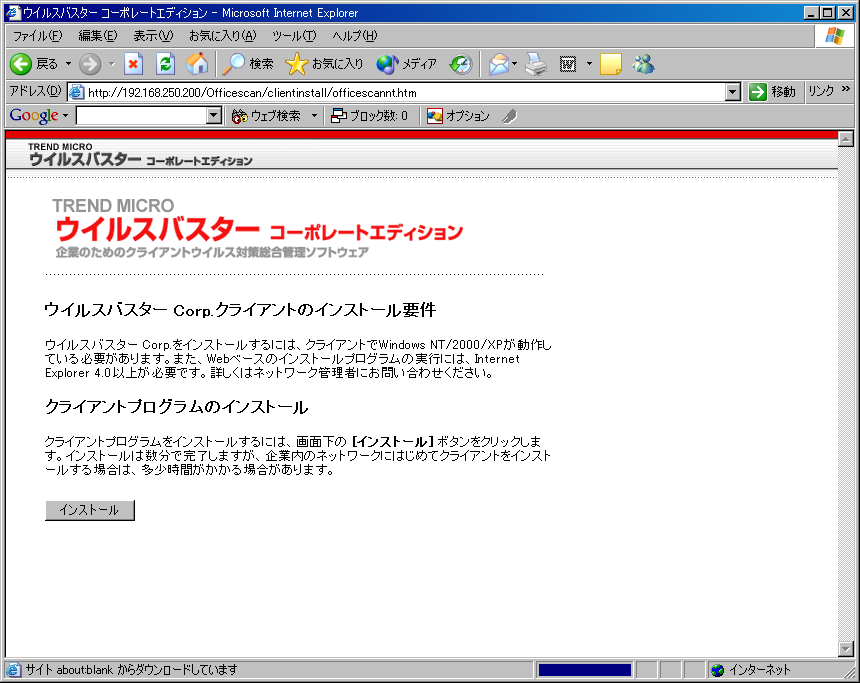 ウイルスバスター コーポレートエディション - Microsoft Internet Explorer
ファイル(F) 編集(E) 表示(V) お気に入り(A) ツール(T) ヘルプ(H)
戻る 検索 お気に入り メディア W
アドレス(D) http://192.168.250.200/Officescan/clientinstall/officescannt.htm 移動 リンク »
Google ウェブ検索 ブロック数: 0 オプション
TREND MICRO
ウイルスバスター コーポレートエディション
TREND MICRO
ウイルスバスター コーポレートエディション
企業のためのクライアントウイルス対策総合管理ソフトウェア
ウイルスバスター Corp.クライアントのインストール要件
ウイルスバスター Corp.をインストールするには、クライアントでWindows NT/2000/XPが動作し
ている必要があります。また、Webベースのインストールプログラムの実行には、Internet
Explorer 4.0以上が必要です。詳しくはネットワーク管理者にお問い合わせください。
クライアントプログラムのインストール
クライアントプログラムをインストールするには、画面下の [インストール] ボタンをクリックしま
す。インストールは数分で完了しますが、企業内のネットワークにはじめてクライアントをインスト
ールする場合は、多少時間がかかる場合があります。
インストール
サイト about:blank からダウンロードしています インターネット